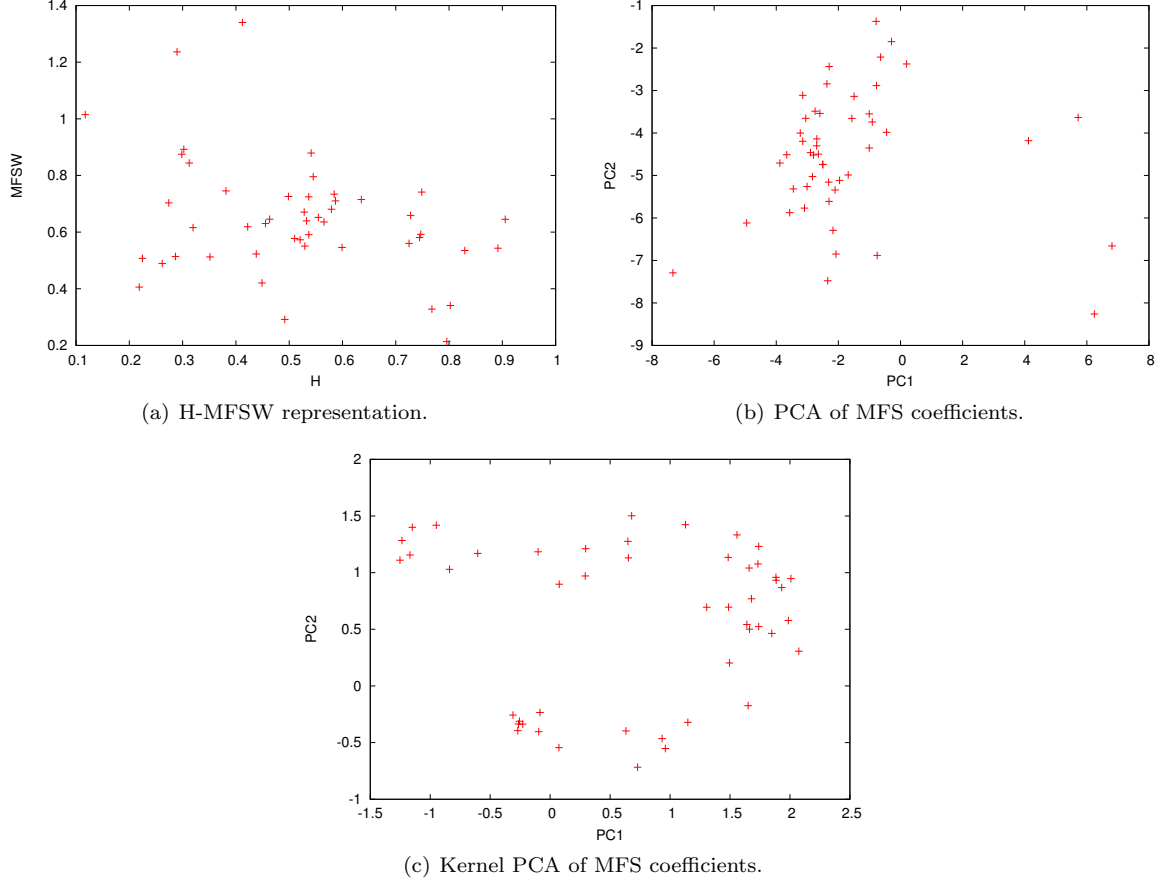 1.4
1.2
1
0.8
0.6
0.4
0.2
MFSW
0.1 0.2 0.3 0.4 0.5 0.6 0.7 0.8 0.9 1
H
(a) H-MFSW representation.
-1
-2
-3
-4
-5
-6
-7
-8
-9
PC2
-8 -6 -4 -2 0 2 4 6 8
PC1
(b) PCA of MFS coefficients.
2
1.5
1
0.5
0
-0.5
-1
PC2
-1.5 -1 -0.5 0 0.5 1 1.5 2 2.5
PC1
(c) Kernel PCA of MFS coefficients.